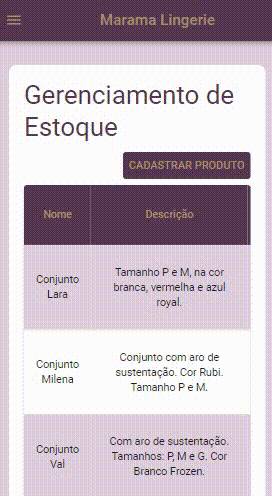 Marama Lingerie
Gerenciamento de
Estoque
CADASTRAR PRODUTO
Nome
Descrição
Conjunto
Lara
Tamanho P e M, na cor
branca, vermelha e azul
royal.
Conjunto
Milena
Conjunto com aro de
sustentação. Cor Rubi.
Tamanho P e M.
Conjunto
Val
Com aro de sustentação.
Tamanhos: P, M e G. Cor
Branco Frozen.